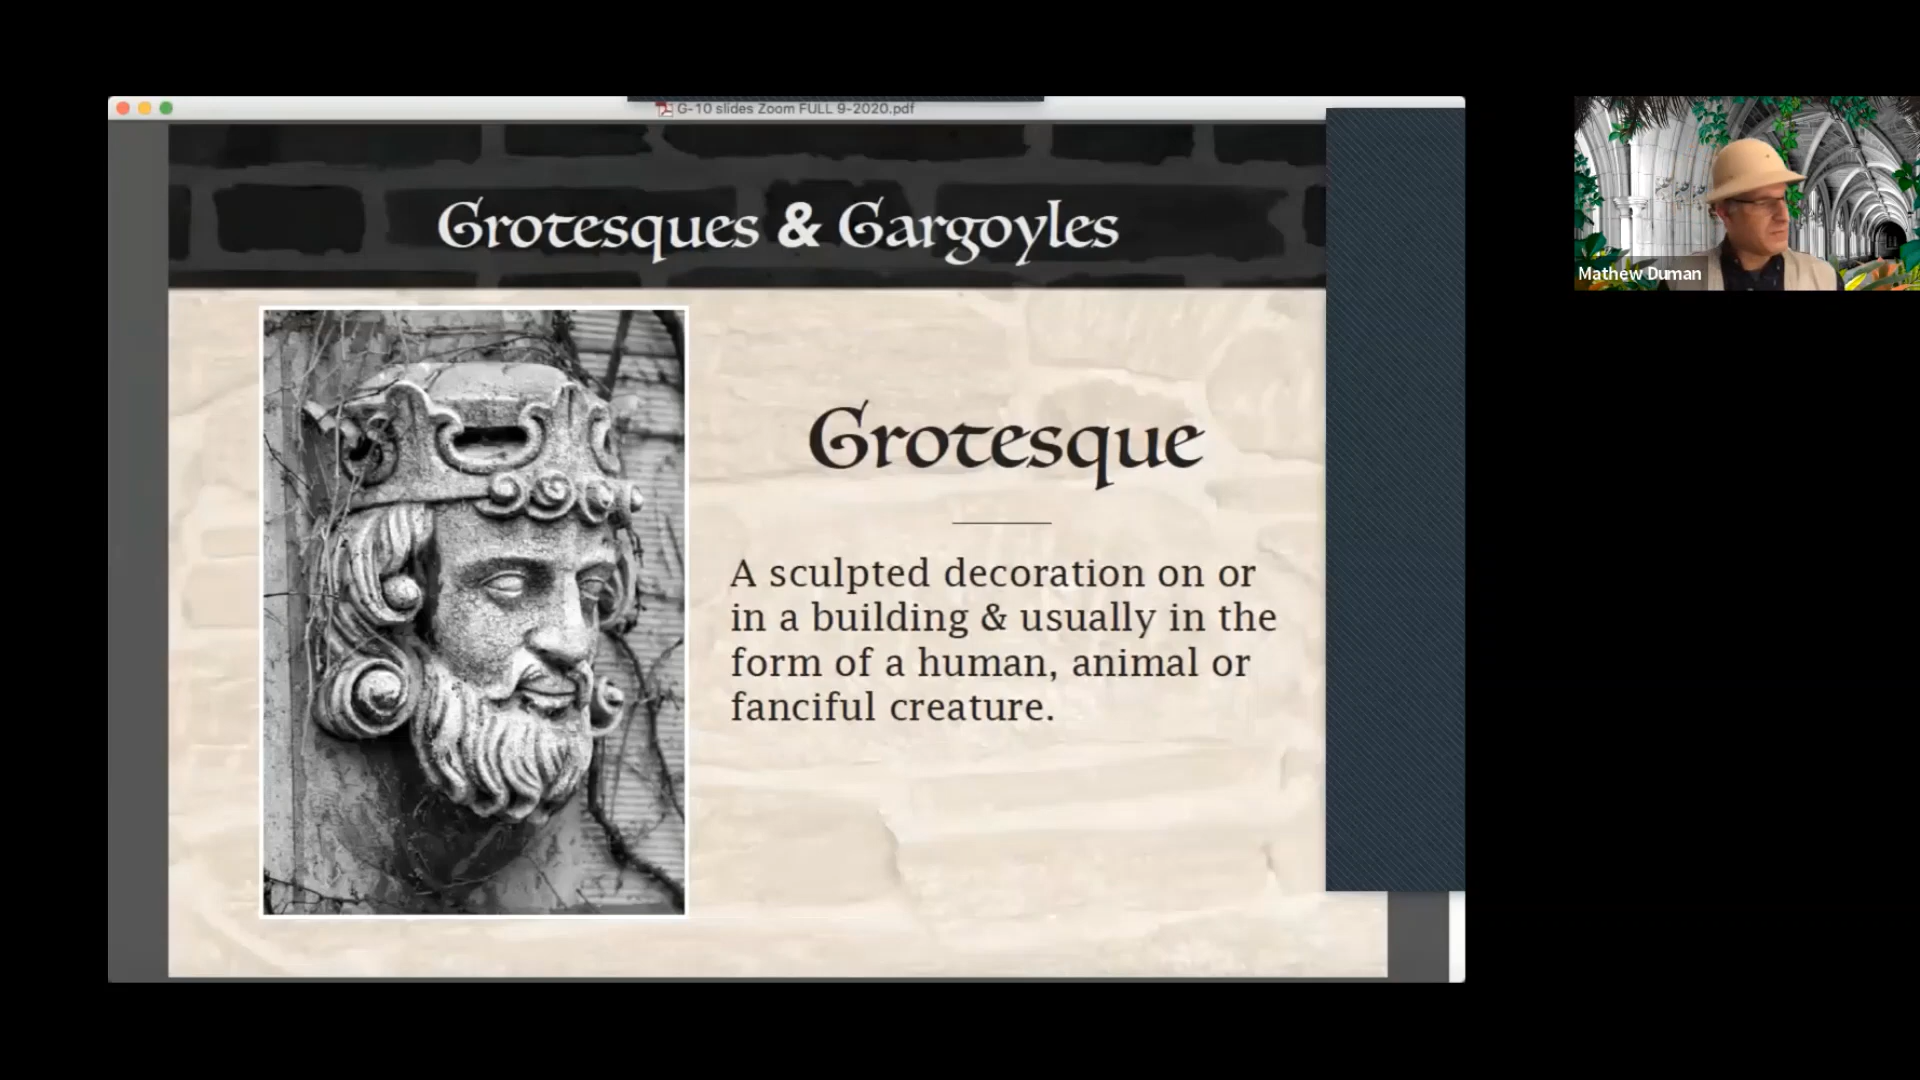 G-10 slides Zoom FULL 9-2020.pdf
Grotesques & Gargoyles
Mathew Duman
Grotesque
A sculpted decoration on or
in a building & usually in the
form of a human, animal or
fanciful creature.